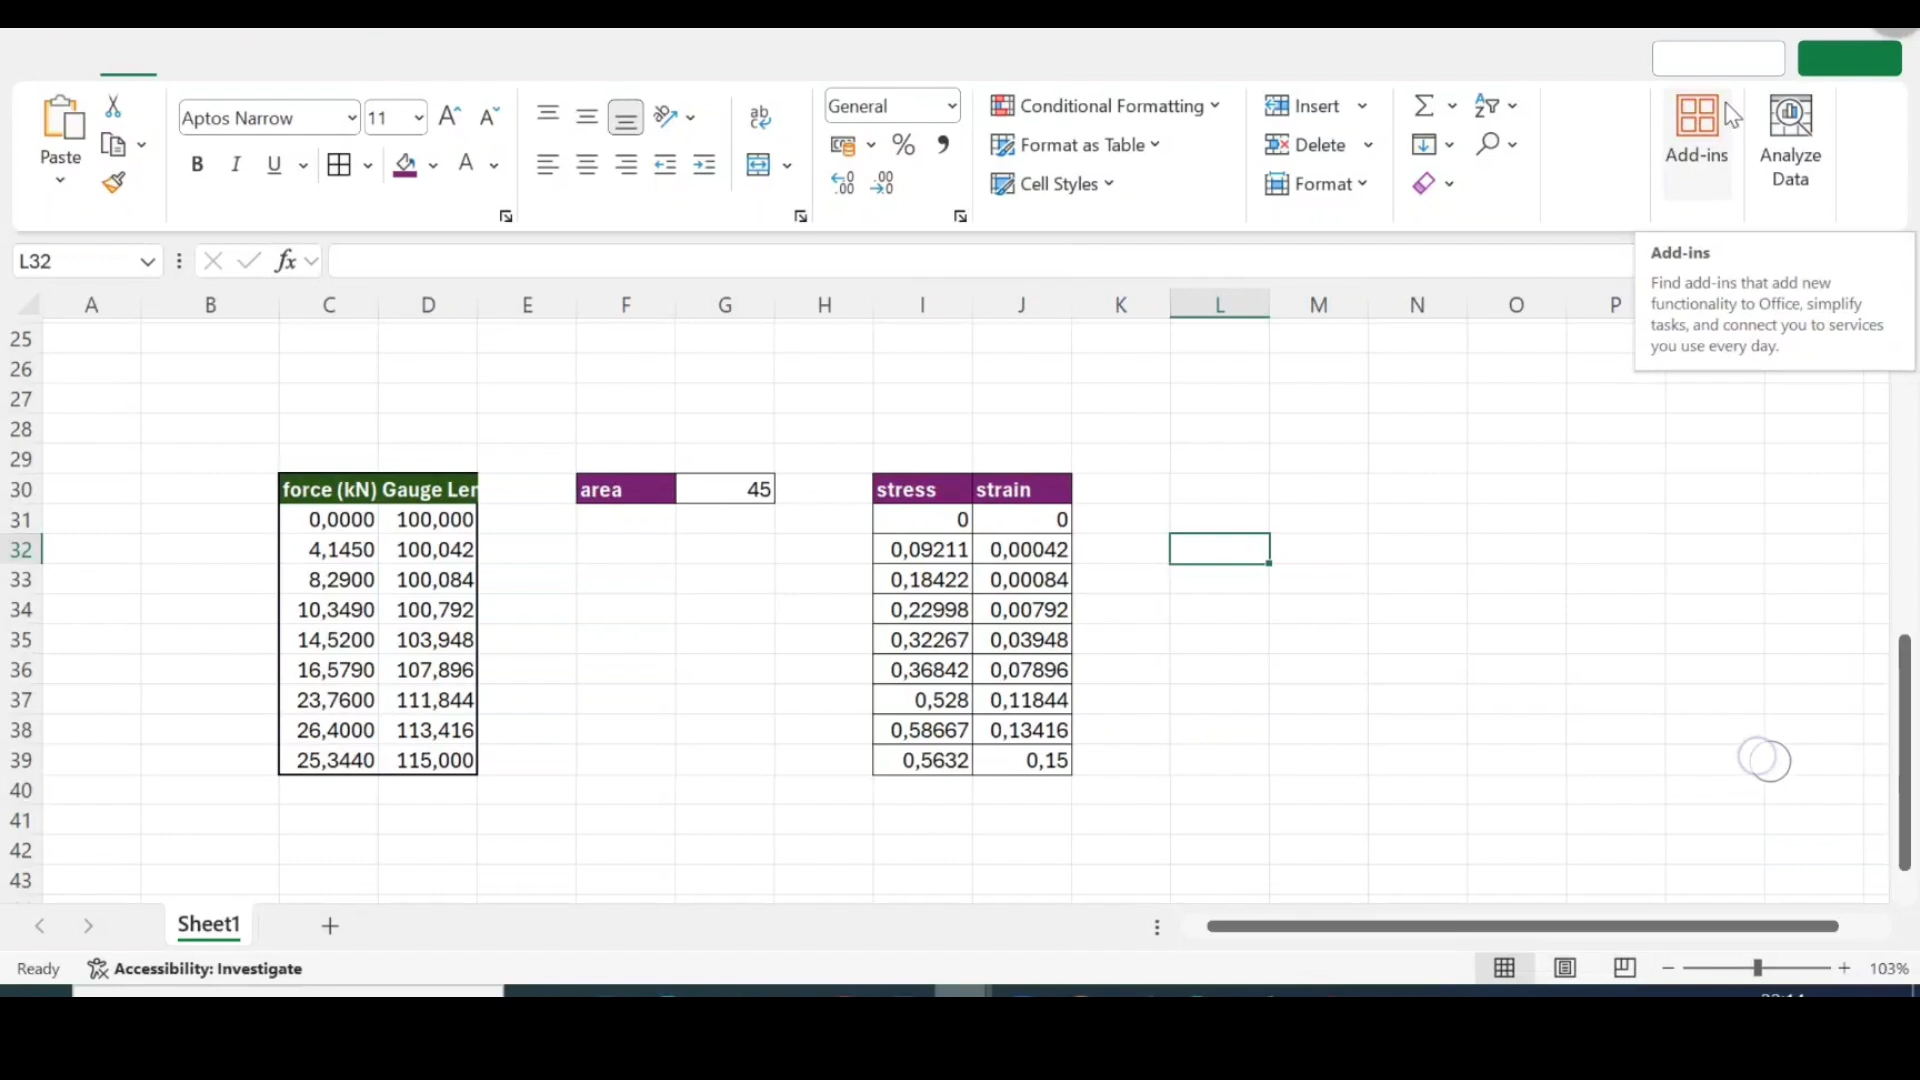 Paste
Aptos Narrow
11
B I U
A
ab
General
%
Conditional Formatting
Format as Table
Cell Styles
Insert
Delete
Format
Add-ins
Analyze
Data
Add-ins
Find add-ins that add new
functionality to Office, simplify
tasks, and connect you to services
you use every day.
L32
fx
A B C D E F G H I J K L M N O P
25
26
27
28
29
30 force (kN) Gauge Ler area 45 stress strain
31 0,0000 100,000 0 0
32 4,1450 100,042 0,09211 0,00042
33 8,2900 100,084 0,18422 0,00084
34 10,3490 100,792 0,22998 0,00792
35 14,5200 103,948 0,32267 0,03948
36 16,5790 107,896 0,36842 0,07896
37 23,7600 111,844 0,528 0,11844
38 26,4000 113,416 0,58667 0,13416
39 25,3440 115,000 0,5632 0,15
40
41
42
43
Sheet1
Ready Accessibility: Investigate 103%